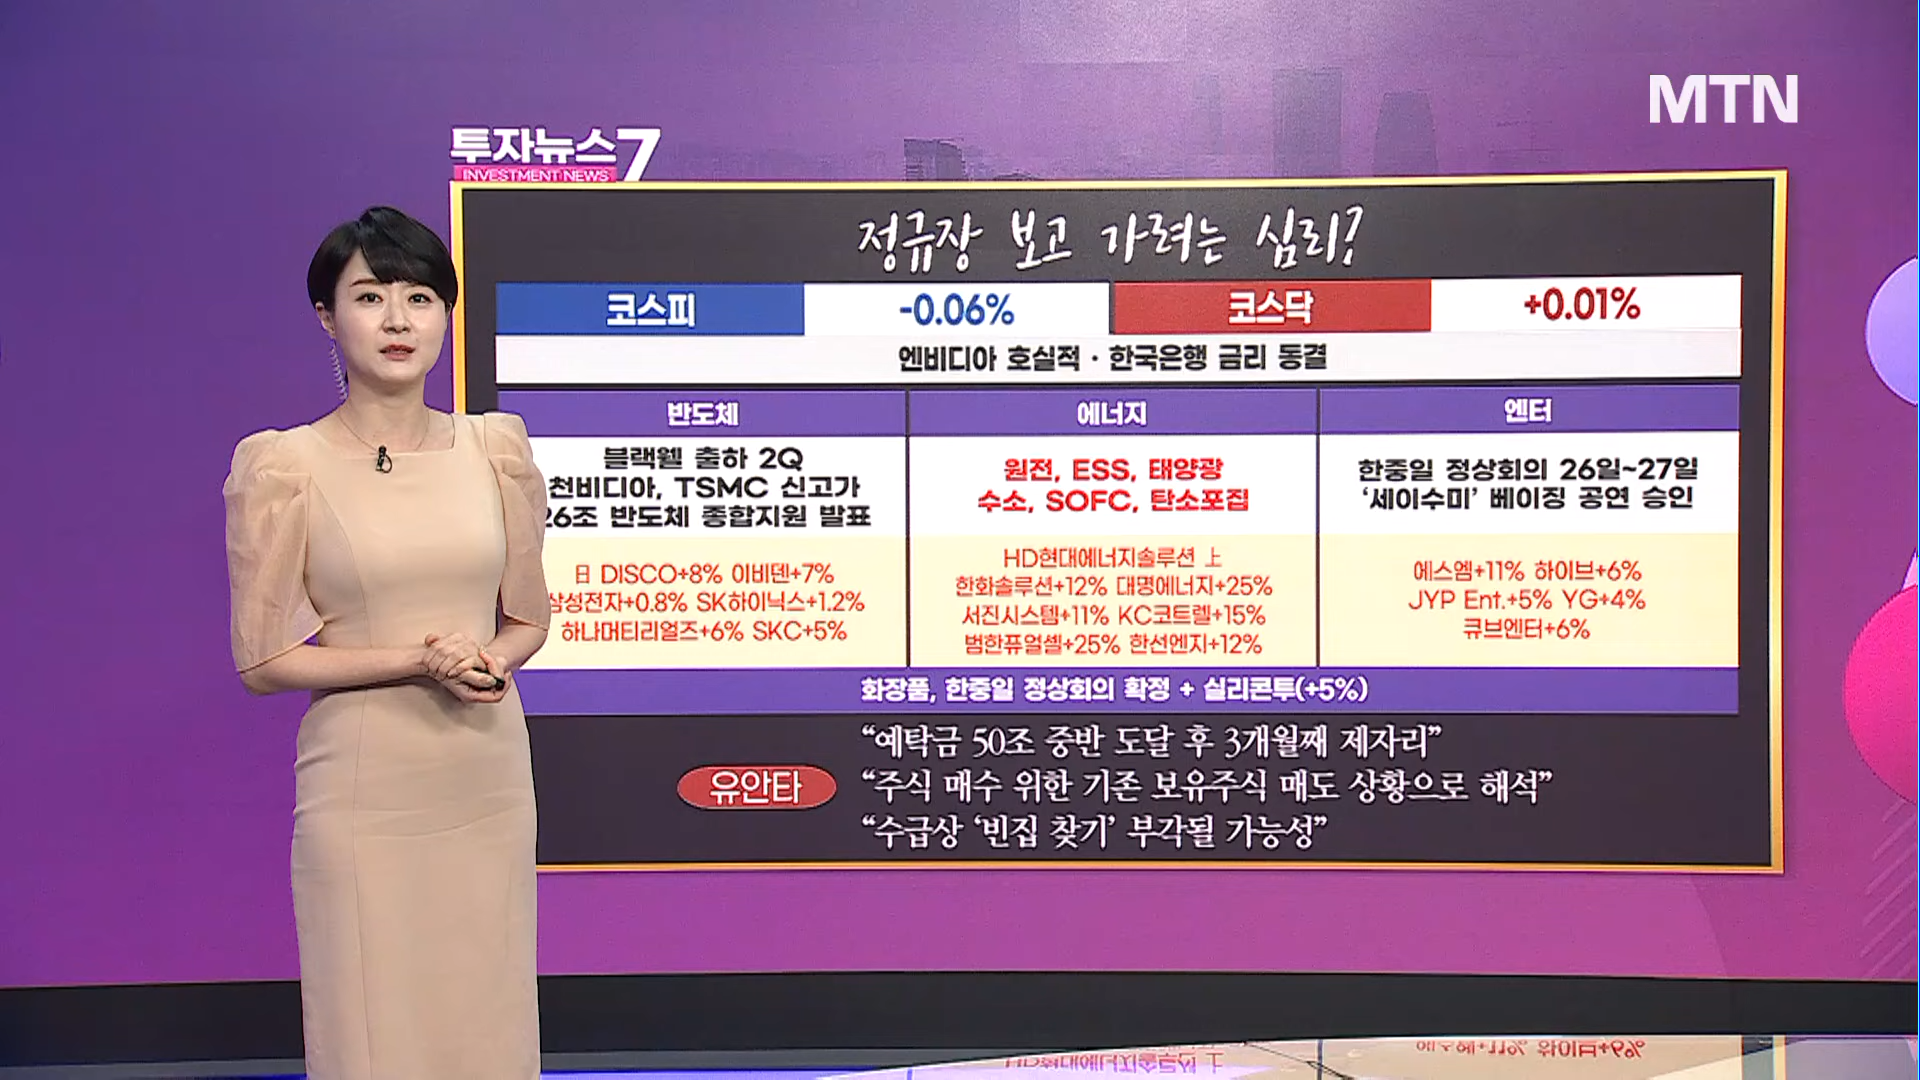 MTN
투자뉴스7
INVESTMENT NEWS
정규장 보고 가려는 심리?
코스피 -0.06% 코스닥 +0.01%
엔비디아 호실적 · 한국은행 금리 동결
반도체
블랙웰 출하 2Q
천비디아, TSMC 신고가
26조 반도체 종합지원 발표
日 DISCO+8% 이비덴+7%
삼성전자+0.8% SK하이닉스+1.2%
하나머티리얼즈+6% SKC+5%
에너지
원전, ESS, 태양광
수소, SOFC, 탄소포집
HD현대에너지솔루션 上
한화솔루션+12% 대명에너지+25%
서진시스템+11% KC코트렐+15%
범한퓨얼셀+25% 한선엔지+12%
엔터
한중일 정상회의 26일~27일
‘세이수미’ 베이징 공연 승인
에스엠+11% 하이브+6%
JYP Ent.+5% YG+4%
큐브엔터+6%
화장품, 한중일 정상회의 확정 + 실리콘투(+5%)
유안타
“예탁금 50조 중반 도달 후 3개월째 제자리”
“주식 매수 위한 기존 보유주식 매도 상황으로 해석”
“수급상 ‘빈집 찾기’ 부각될 가능성”